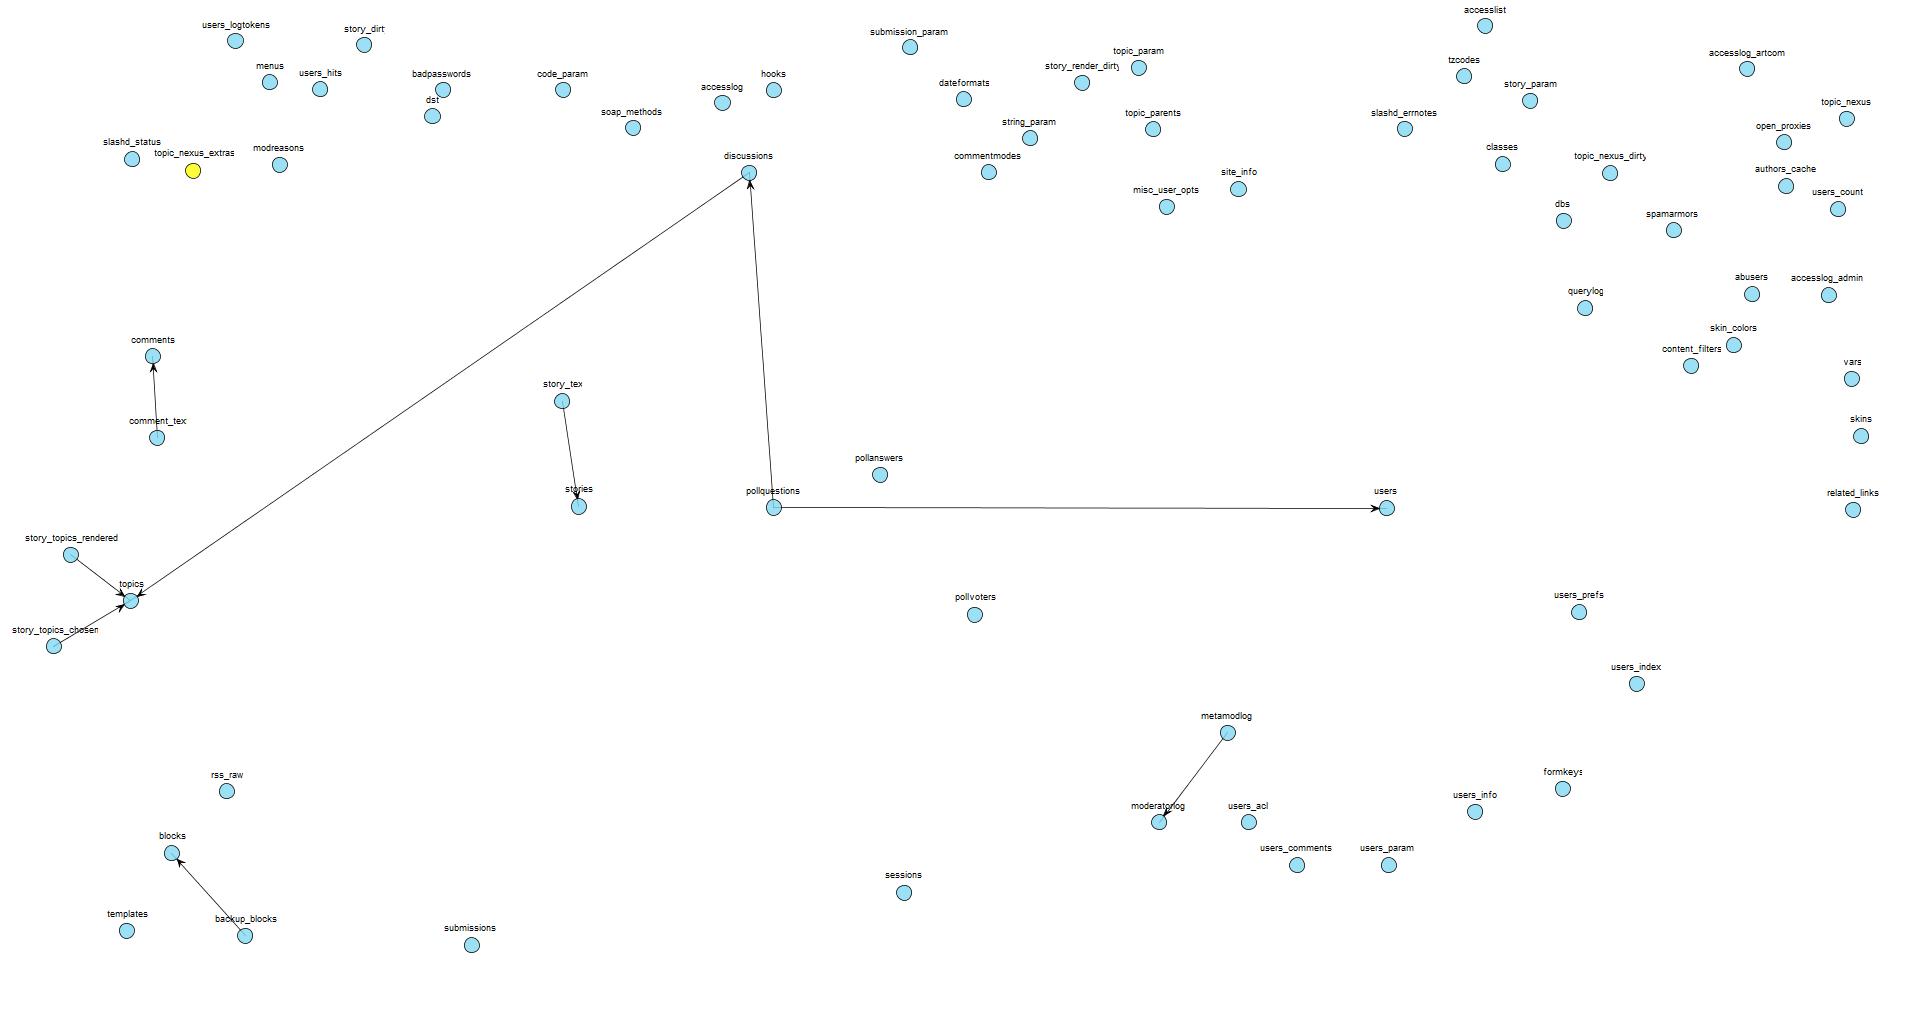 accesslist
users_logtokens
story_dirt
submission_param
topic_param
accesslog_artcom
menus
users_hits
badpasswords
code_param
hooks
story_render_dirty
tzcodes
accesslog
dateformats
story_param
dst
soap_methods
string_param
topic_parents
slashd_errnotes
topic_nexus
open_proxies
slashd_status
topic_nexus_extras
modreasons
discussions
commentmodes
classes
topic_nexus_dirty
site_info
authors_cache
misc_user_opts
users_count
dbs
spamarmors
abusers
accesslog_admin
querylog
skin_colors
comments
content_filters
vars
story_tex
comment_tex
skins
pollanswers
stories
pollquestions
users
related_links
story_topics_rendered
topics
pollvoters
users_prefs
story_topics_chosen
users_index
metamodlog
rss_raw
formkeys
moderatorlog
users_acl
users_info
blocks
users_comments
users_param
sessions
templates
backup_blocks
submissions